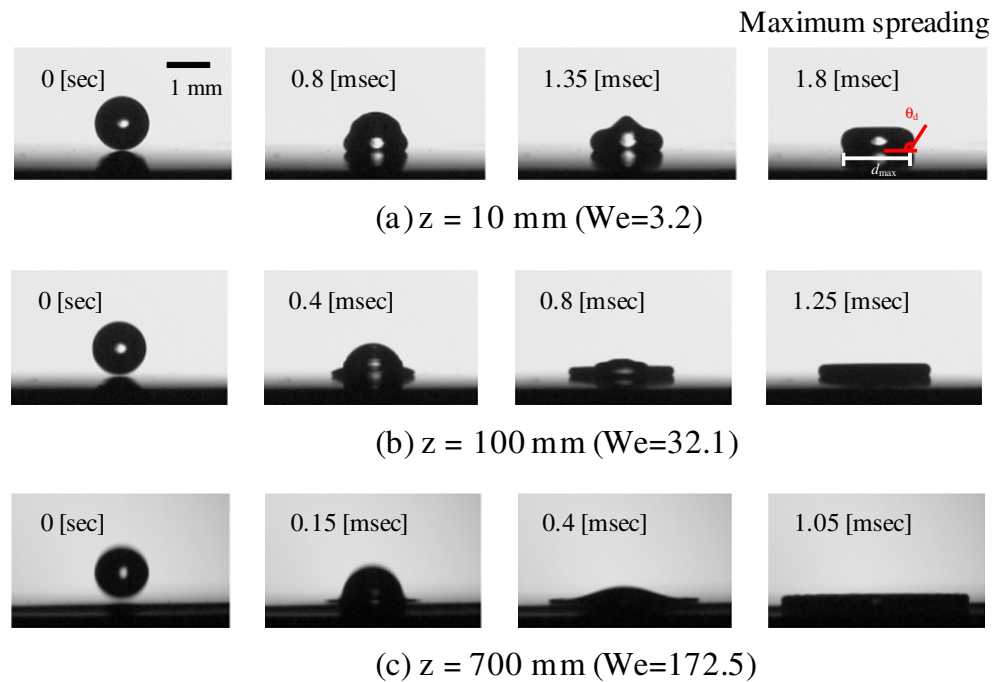 Maximum spreading
0 [sec]
1 mm
0.8 [msec]
1.35 [msec]
1.8 [msec]
θd
dmax
(a) z = 10 mm (We=3.2)
0 [sec]
0.4 [msec]
0.8 [msec]
1.25 [msec]
(b) z = 100 mm (We=32.1)
0 [sec]
0.15 [msec]
0.4 [msec]
1.05 [msec]
(c) z = 700 mm (We=172.5)